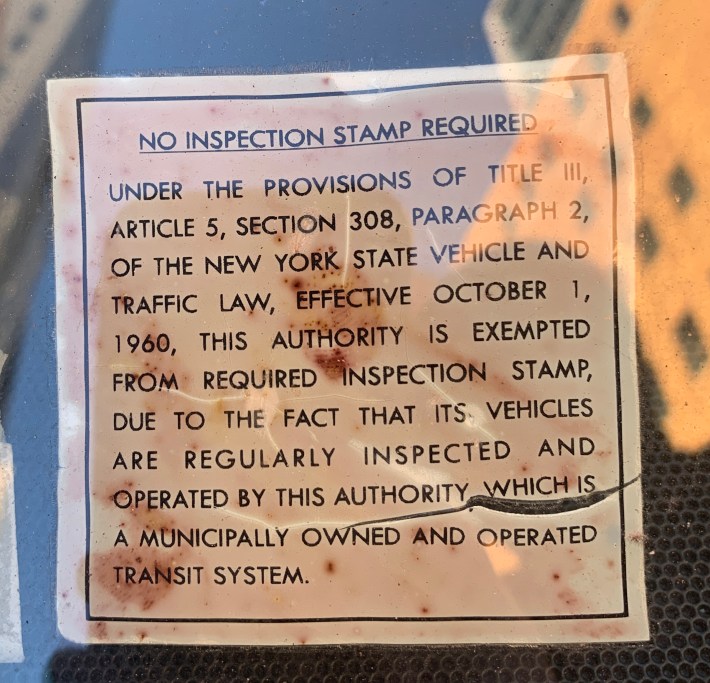 NO INSPECTION STAMP REQUIRED
UNDER THE PROVISIONS OF TITLE III,
ARTICLE 5, SECTION 308, PARAGRAPH 2,
OF THE NEW YORK STATE VEHICLE AND
TRAFFIC LAW, EFFECTIVE OCTOBER 1,
1960, THIS AUTHORITY IS EXEMPTED
FROM REQUIRED INSPECTION STAMP,
DUE TO THE FACT THAT ITS VEHICLES
ARE REGULARLY INSPECTED AND
OPERATED BY THIS AUTHORITY WHICH IS
A MUNICIPALLY OWNED AND OPERATED
TRANSIT SYSTEM.